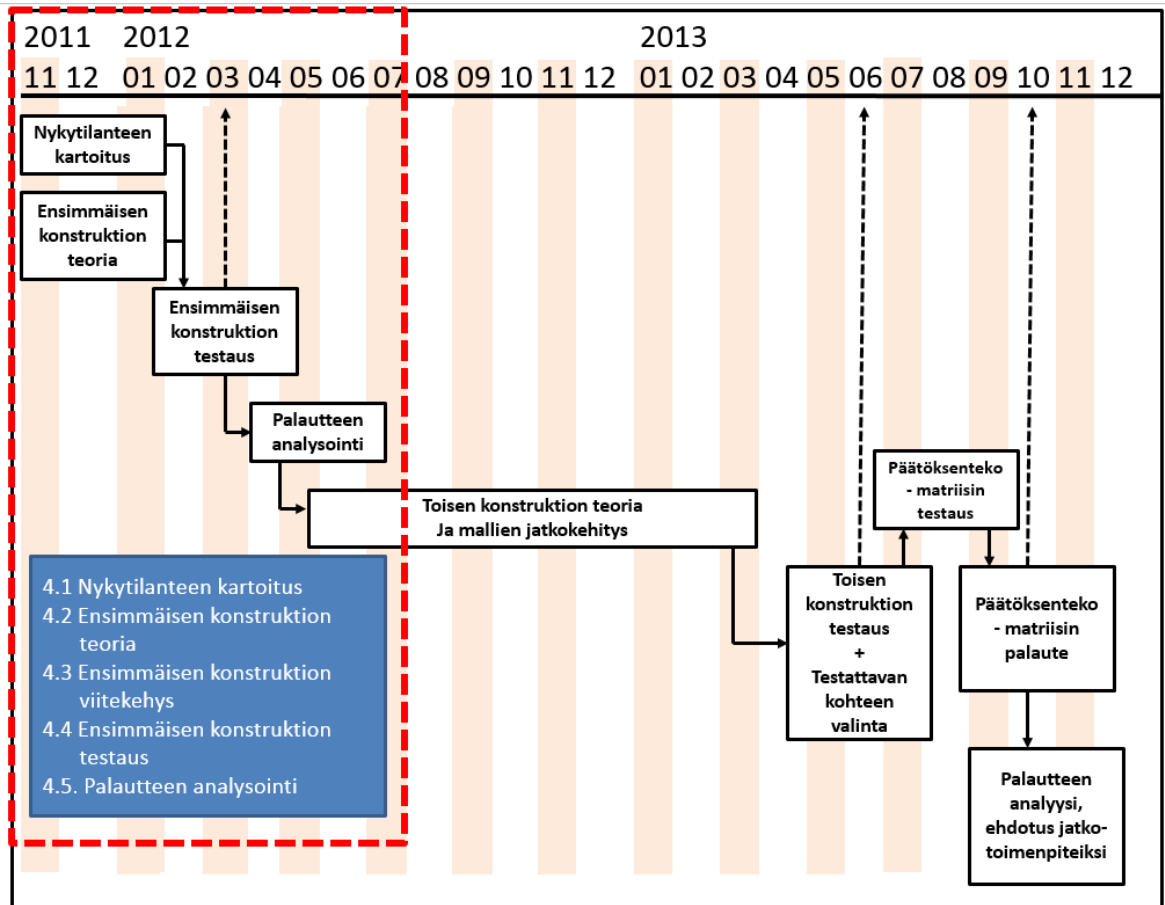 2011 2012 2013
11 12 01 02 03 04 05 06 07 08 09 10 11 12 01 02 03 04 05 06 07 08 09 10 11 12
Nykytilanteen
kartoitus
Ensimmäisen
konstruktion
teoria
Ensimmäisen
konstruktion
testaus
Palautteen
analysointi
Toisen konstruktion teoria
Ja mallien jatkokehitys
Päätöksenteko
- matriisin
testaus
Toisen
konstruktion
testaus
+
Testattavan
kohteen
valinta
Päätöksenteko
- matriisin
palaute
Palautteen
analyysi,
ehdotus jatko-
toimenpiteiksi
4.1 Nykytilanteen kartoitus
4.2 Ensimmäisen konstruktion
teoria
4.3 Ensimmäisen konstruktion
viitekehys
4.4 Ensimmäisen konstruktion
testaus
4.5. Palautteen analysointi